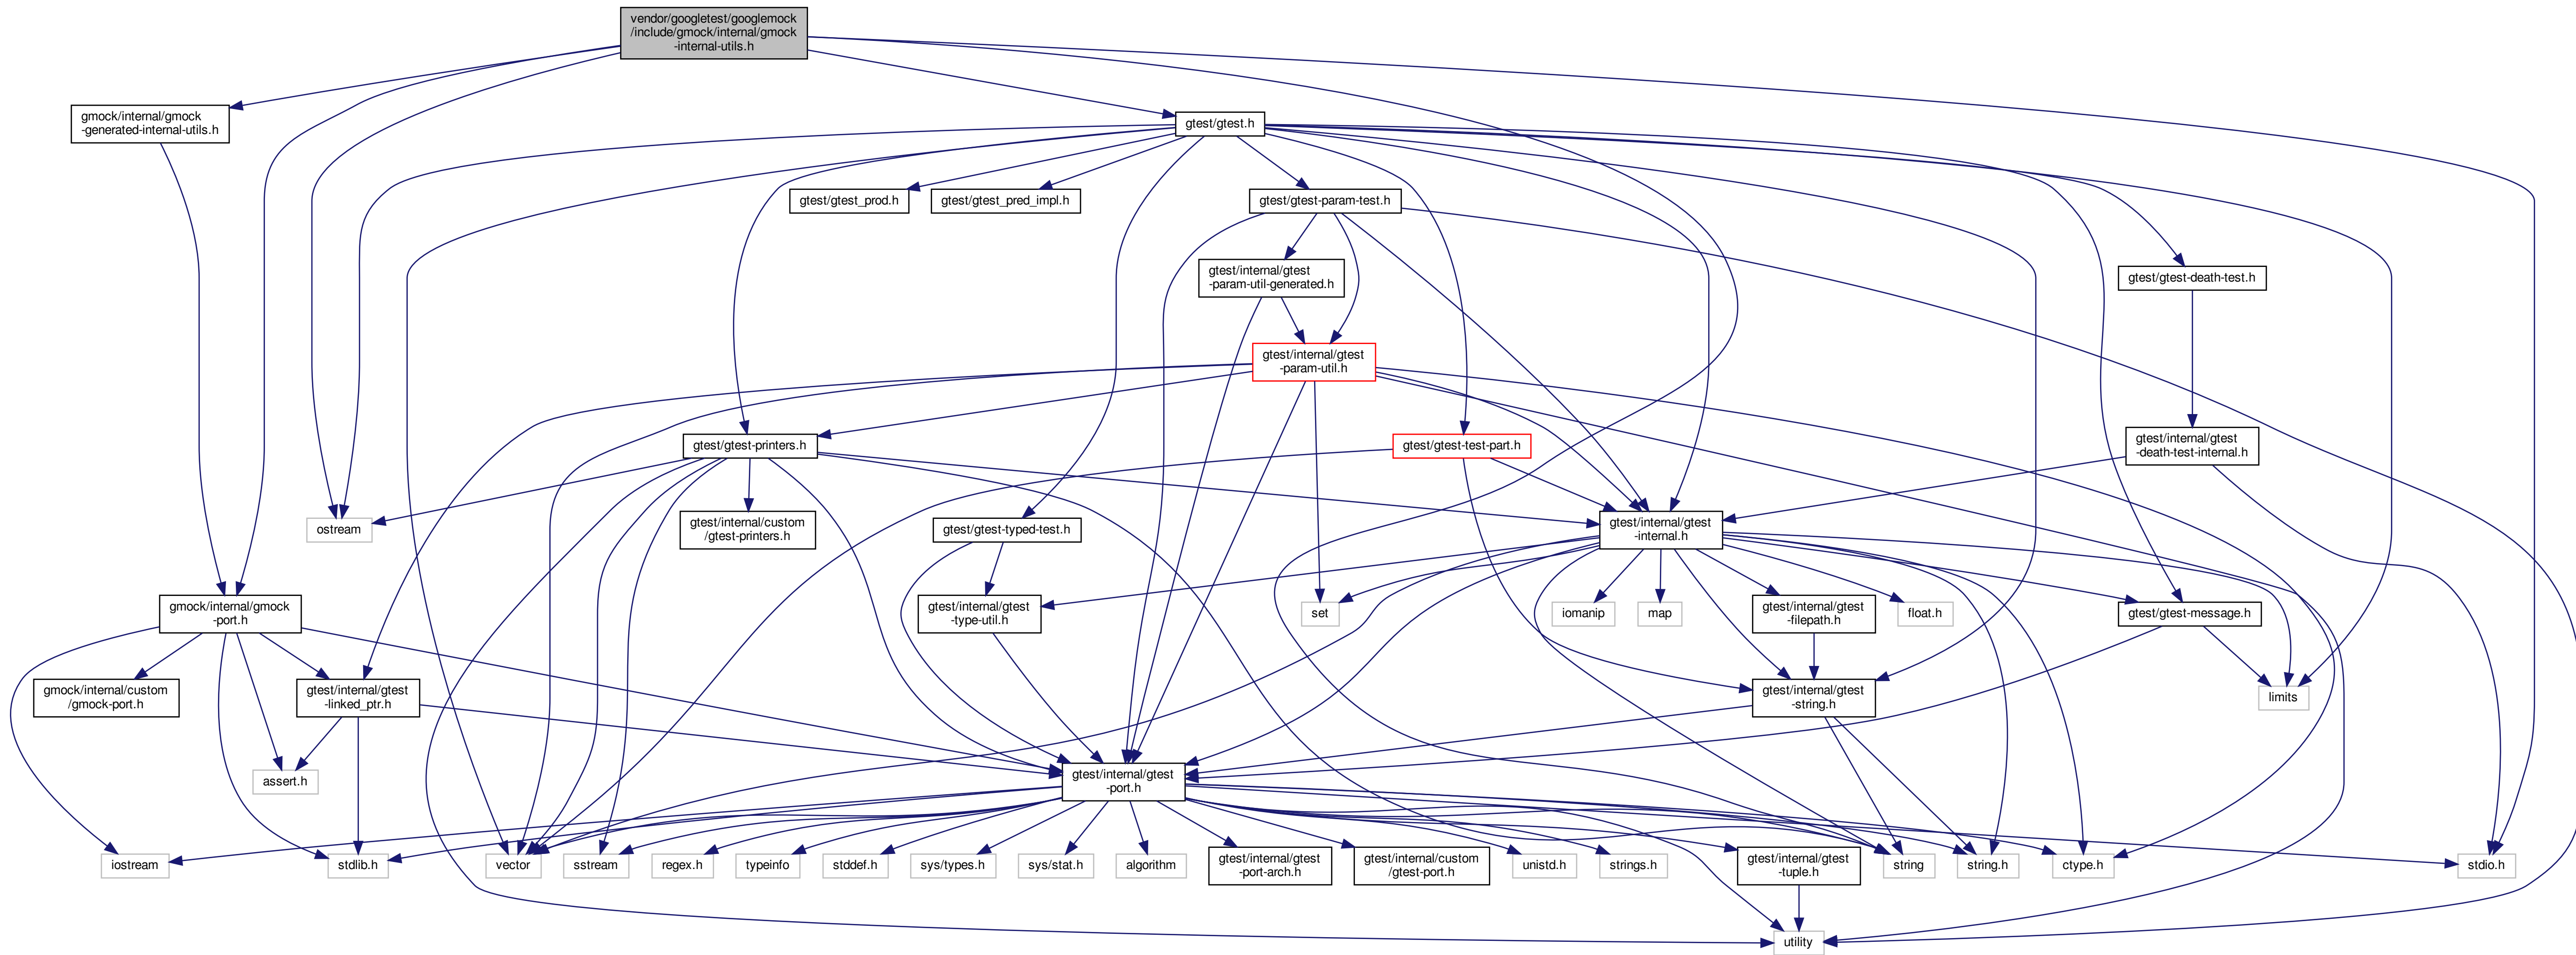 vendor/googletest/googlemock
/include/gmock/internal/gmock
-internal-utils.h
gmock/internal/gmock
-generated-internal-utils.h
gtest/gtest.h
gtest/gtest_prod.h
gtest/gtest_pred_impl.h
gtest/gtest-param-test.h
gtest/internal/gtest
-param-util-generated.h
gtest/gtest-death-test.h
gtest/internal/gtest
-param-util.h
gtest/gtest-printers.h
gtest/gtest-test-part.h
gtest/internal/gtest
-death-test-internal.h
ostream
gtest/internal/custom
/gtest-printers.h
gtest/gtest-typed-test.h
gtest/internal/gtest
-internal.h
gmock/internal/gmock
-port.h
gtest/internal/gtest
-type-util.h
set
iomanip
map
gtest/internal/gtest
-filepath.h
float.h
gtest/gtest-message.h
gmock/internal/custom
/gmock-port.h
gtest/internal/gtest
-linked_ptr.h
gtest/internal/gtest
-string.h
limits
assert.h
gtest/internal/gtest
-port.h
iostream
stdlib.h
vector
sstream
regex.h
typeinfo
stddef.h
sys/types.h
sys/stat.h
algorithm
gtest/internal/gtest
-port-arch.h
gtest/internal/custom
/gtest-port.h
unistd.h
strings.h
gtest/internal/gtest
-tuple.h
string
string.h
ctype.h
stdio.h
utility